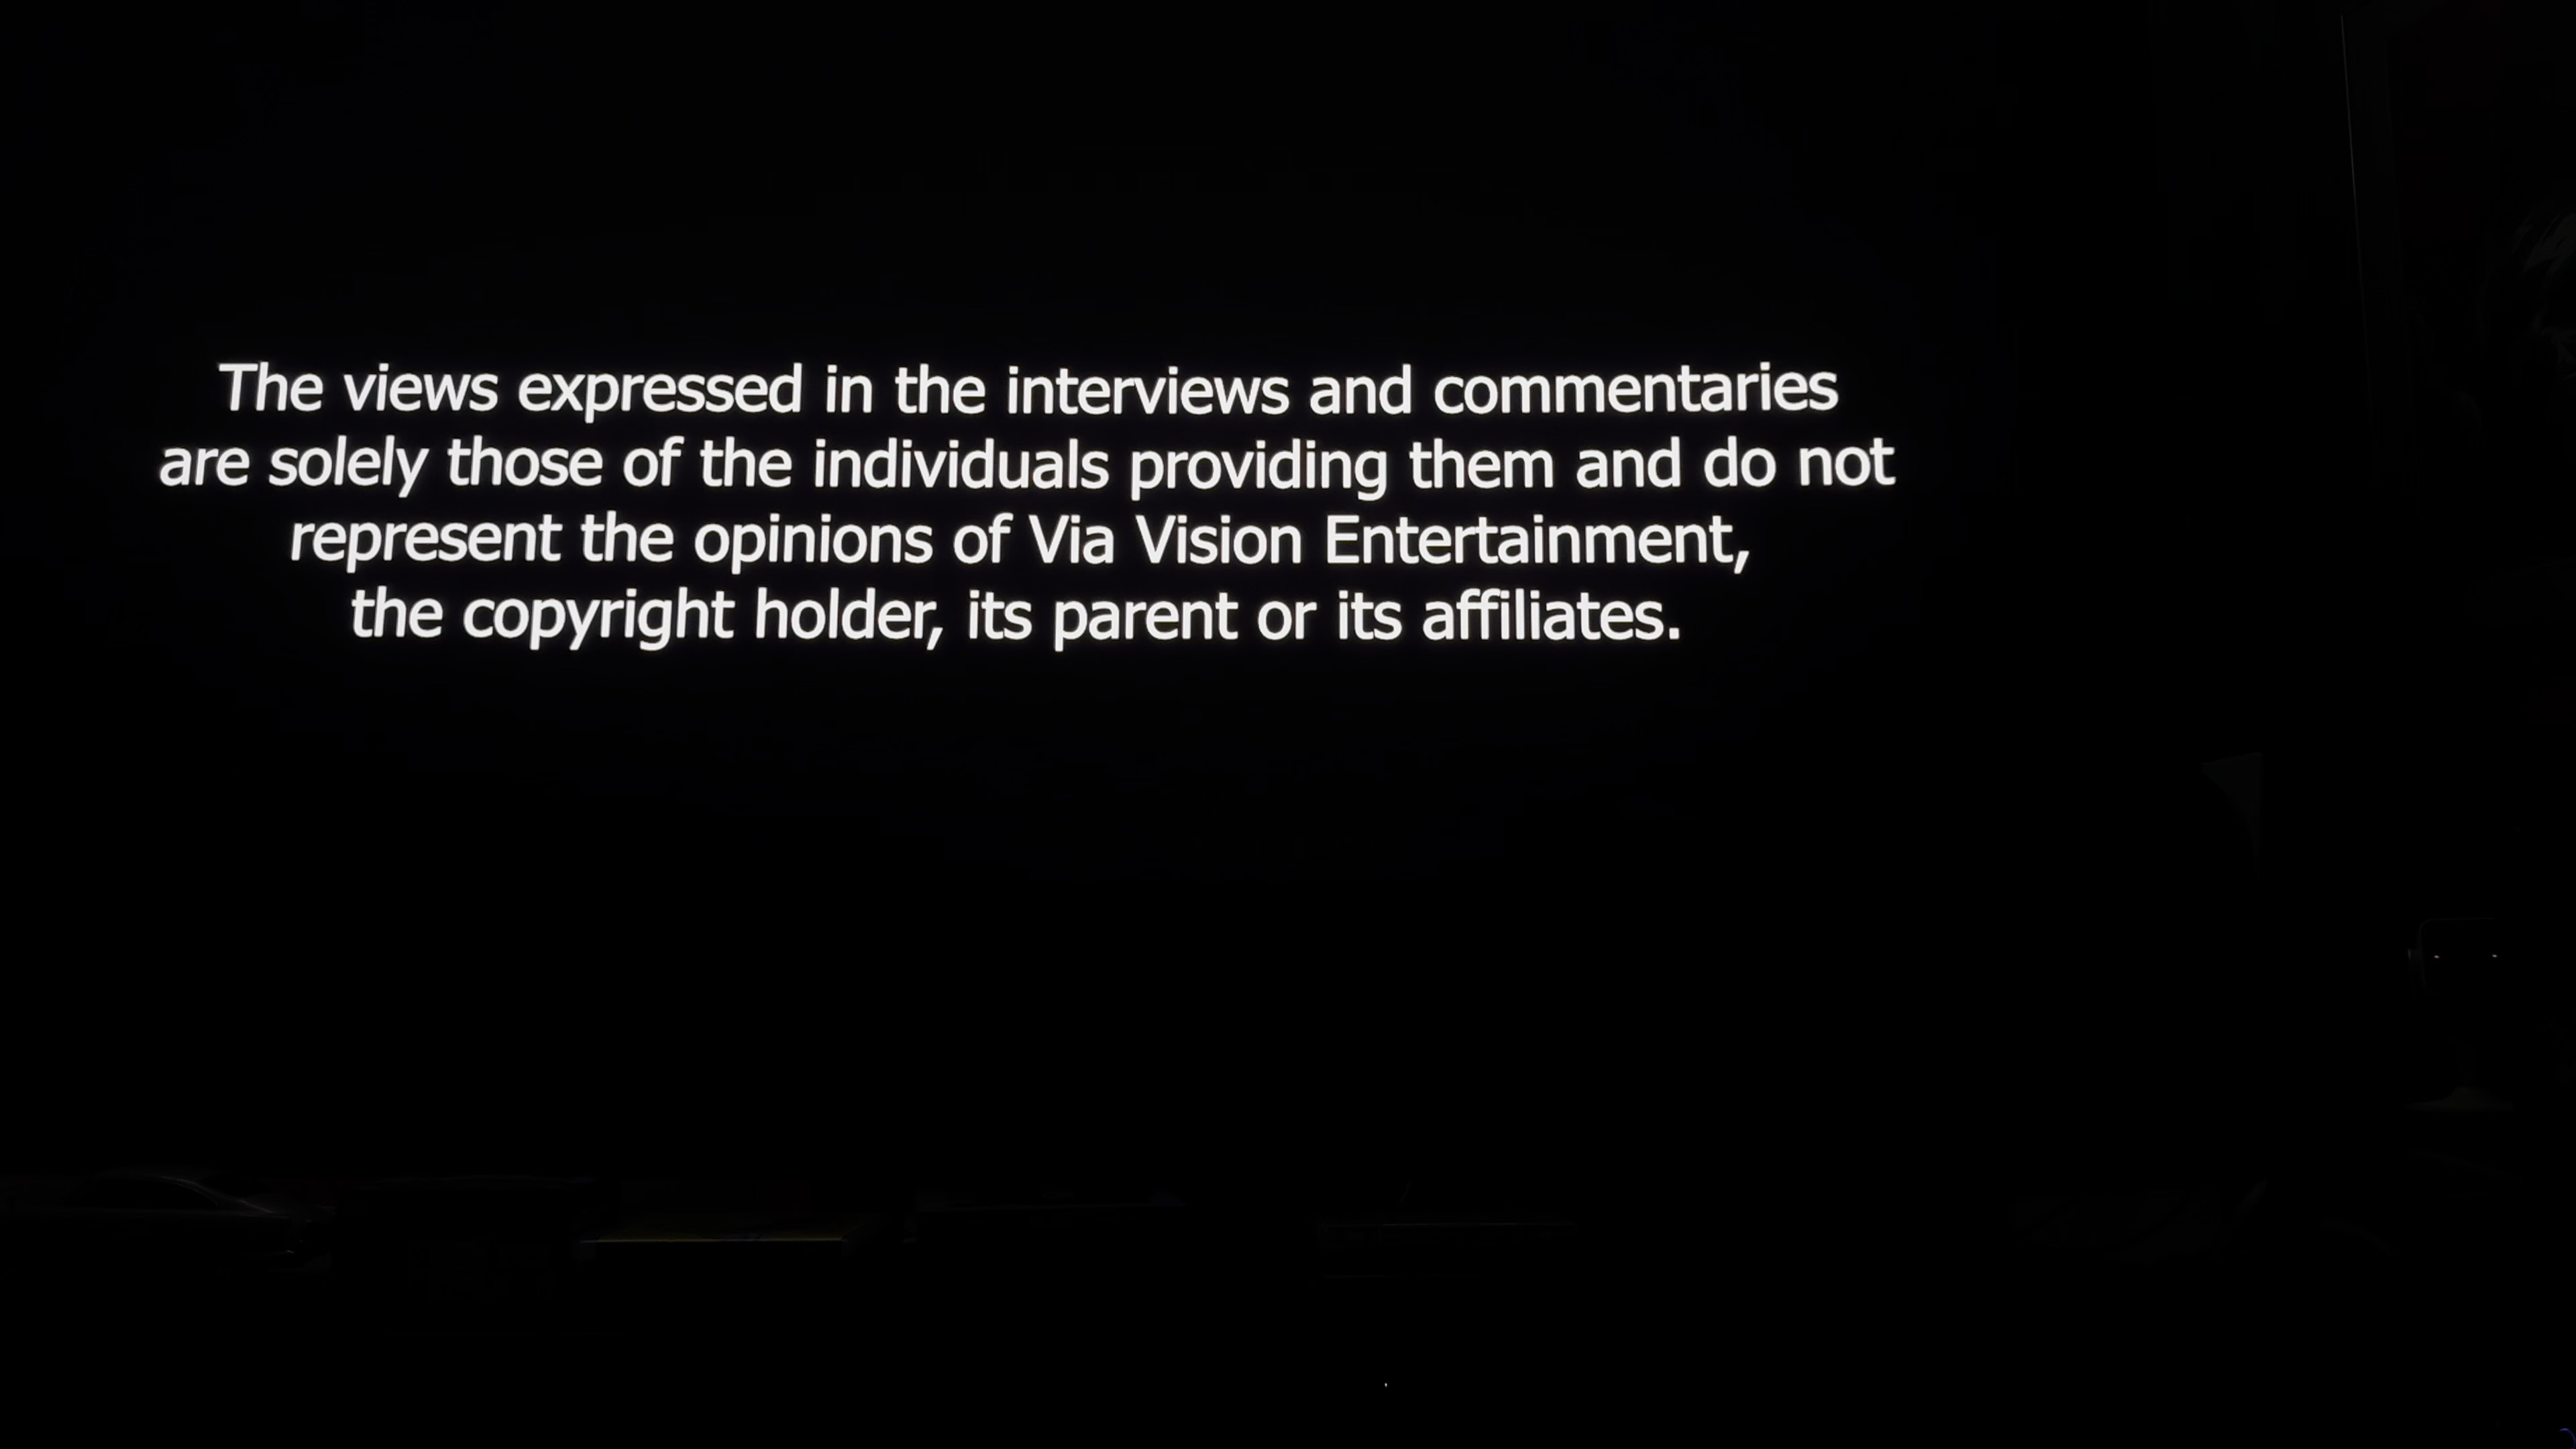 The views expressed in the interviews and commentaries
are solely those of the individuals providing them and do not
represent the opinions of Via Vision Entertainment,
the copyright holder, its parent or its affiliates.